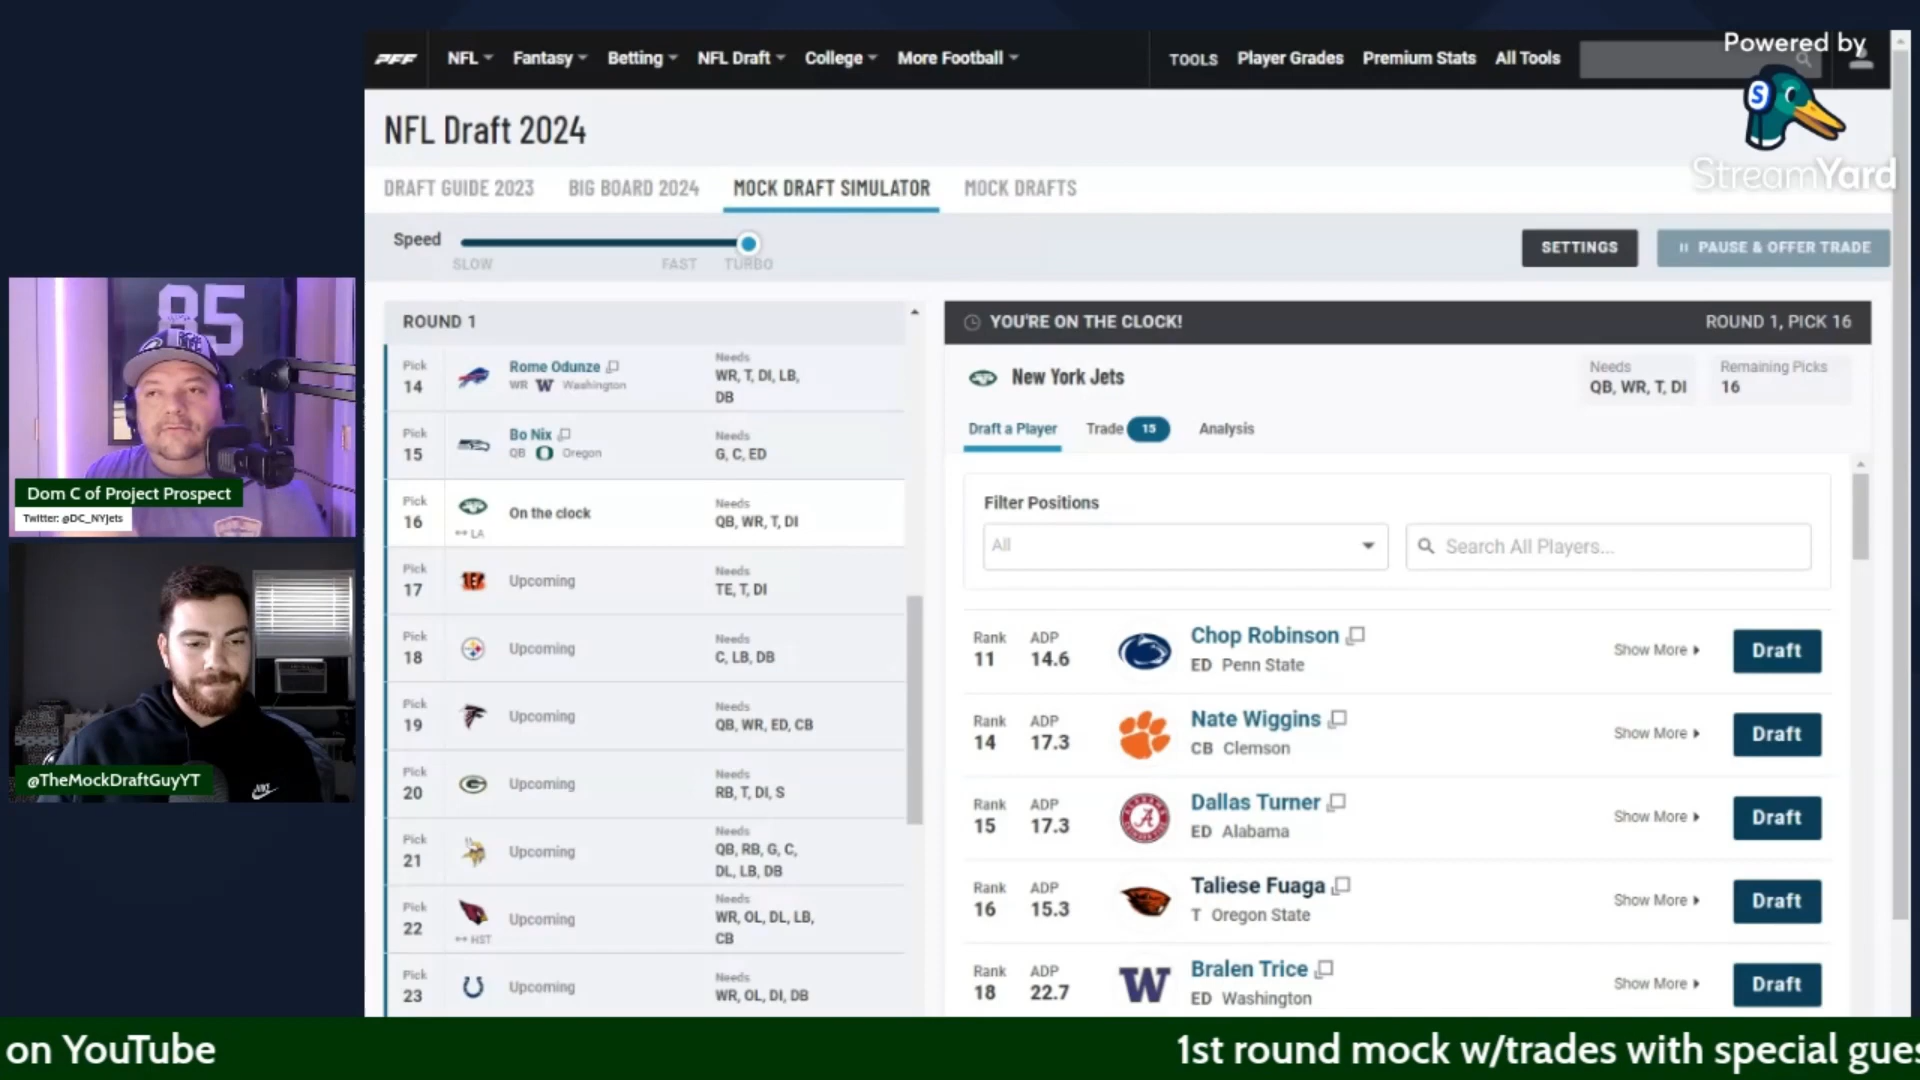 PFF
NFL
Fantasy
Betting
NFL Draft
College
More Football
TOOLS
Player Grades
Premium Stats
All Tools
Powered by
StreamYard
NFL Draft 2024
DRAFT GUIDE 2023
BIG BOARD 2024
MOCK DRAFT SIMULATOR
MOCK DRAFTS
Speed
SLOW
FAST
TURBO
SETTINGS
PAUSE & OFFER TRADE
85
Dom C of Project Prospect
Twitter: @DC_NYJets
@TheMockDraftGuyYT
ROUND 1
Pick
14
Rome Odunze
WR W Washington
Needs
WR, T, DI, LB,
DB
Pick
15
Bo Nix
QB Oregon
Needs
G, C, ED
Pick
16
LA
On the clock
Needs
QB, WR, T, DI
Pick
17
Upcoming
Needs
TE, T, DI
Pick
18
Upcoming
Needs
C, LB, DB
Pick
19
Upcoming
Needs
QB, WR, ED, CB
Pick
20
Upcoming
Needs
RB, T, DI, S
Pick
21
Upcoming
Needs
QB, RB, G, C,
DL, LB, DB
Pick
22
HST
Upcoming
Needs
WR, OL, DL, LB,
CB
Pick
23
Upcoming
Needs
WR, OL, DI, DB
YOU'RE ON THE CLOCK!
ROUND 1, PICK 16
New York Jets
Needs
QB, WR, T, DI
Remaining Picks
16
Draft a Player
Trade 15
Analysis
Filter Positions
All
Search All Players...
Rank
11
ADP
14.6
Chop Robinson
ED Penn State
Show More
Draft
Rank
14
ADP
17.3
Nate Wiggins
CB Clemson
Show More
Draft
Rank
15
ADP
17.3
Dallas Turner
ED Alabama
Show More
Draft
Rank
16
ADP
15.3
Taliese Fuaga
T Oregon State
Show More
Draft
Rank
18
ADP
22.7
W
Bralen Trice
ED Washington
Show More
Draft
on YouTube
1st round mock w/trades with special gues